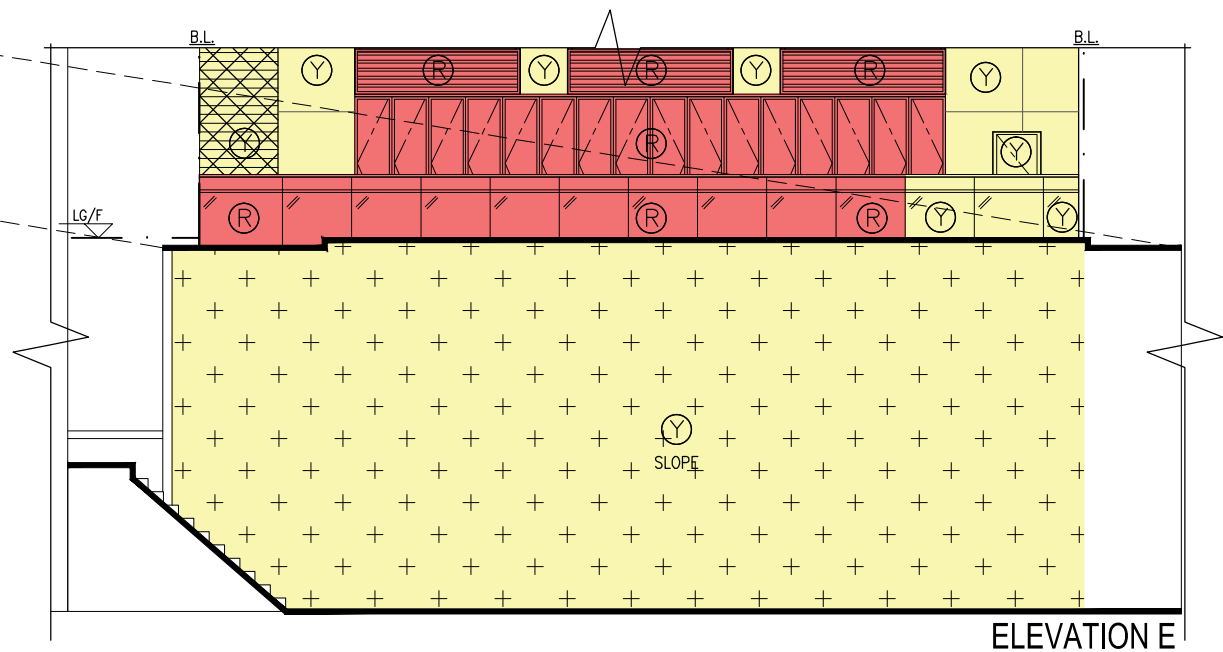 B.L. B.L.
Y R Y R Y R Y
Y R Y
LG/F R R R Y Y
Y
SLOPE
ELEVATION E